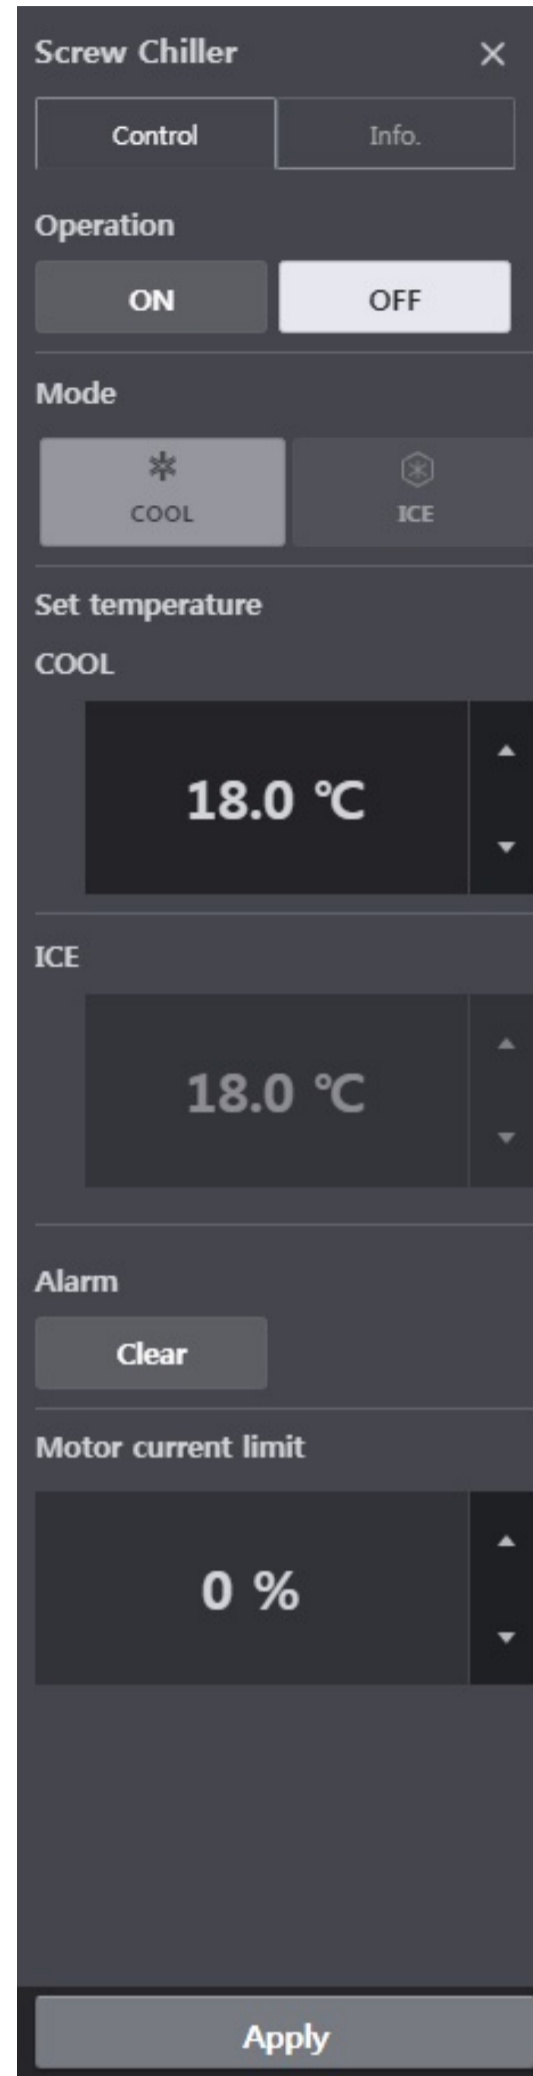 Screw Chiller
Control Info.
Operation
ON OFF
Mode
COOL ICE
Set temperature
COOL
18.0 °C
ICE
18.0 °C
Alarm
Clear
Motor current limit
0 %
Apply